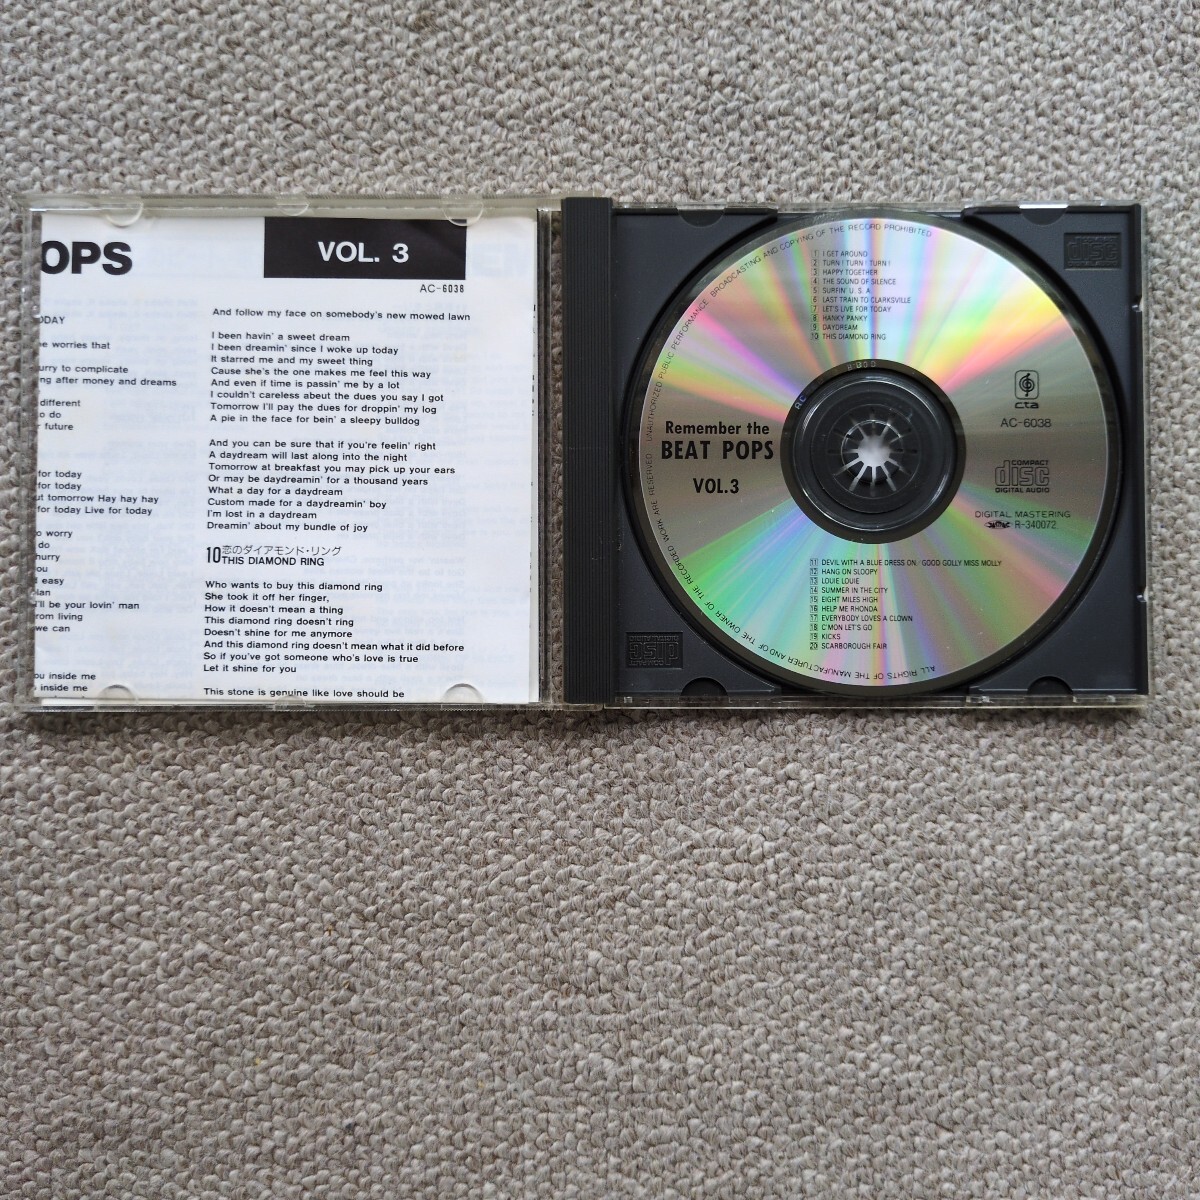 OPS
VOL. 3
AC-6038
ODAY
ne worries that
urry to complicate
ng after money and dreams
different
to do
r future
for today
for today
ut tomorrow Hay hay hay
for today Live for today
o worry
do
hurry
ou
d easy
lan
'll be your lovin' man
rom living
we can
ou inside me
inside me
And follow my face on somebody's new mowed lawn
I been havin' a sweet dream
I been dreamin' since I woke up today
It starred me and my sweet thing
Cause she's the one makes me feel this way
And even if time is passin' me by a lot
I couldn't careless about the dues you say I got
Tomorrow I'll pay the dues for droppin' my log
A pie in the face for bein' a sleepy bulldog
And you can be sure that if you're feelin' right
A daydream will last along into the night
Tomorrow at breakfast you may pick up your ears
Or may be daydreamin' for a thousand years
What a day for a daydream
Custom made for a daydreamin' boy
I'm lost in a daydream
Dreamin' about my bundle of joy
10 恋のダイアモンド・リング
THIS DIAMOND RING
Who wants to buy this diamond ring
She took it off her finger,
How it doesn't mean a thing
This diamond ring doesn't ring
Doesn't shine for me anymore
And this diamond ring doesn't mean what it did before
So if you've got someone who's love is true
Let it shine for you
This stone is genuine like love should be
ALL RIGHTS OF THE MANUFACTURER AND OF THE OWNER OF THE RECORDED WORK ARE RESERVED. UNAUTHORIZED PUBLIC PERFORMANCE. BROADCASTING AND COPYING OF THE RECORD PROHIBITED
1 I GET AROUND
2 TURN! TURN! TURN!
3 HAPPY TOGETHER
4 THE SOUND OF SILENCE
5 SURFIN' U. S. A.
6 LAST TRAIN TO CLARKSVILLE
7 LET'S LIVE FOR TODAY
8 HANKY PANKY
9 DAYDREAM
10 THIS DIAMOND RING
Remember the
BEAT POPS
VOL.3
cta
AC-6038
COMPACT
disc
DIGITAL AUDIO
DIGITAL MASTERING
R-340072
11 DEVIL WITH A BLUE DRESS ON / GOOD GOLLY MISS MOLLY
12 HANG ON SLOOPY
13 LOUIE LOUIE
14 SUMMER IN THE CITY
15 EIGHT MILES HIGH
16 HELP ME RHONDA
17 EVERYBODY LOVES A CLOWN
18 C'MON LET'S GO
19 KICKS
20 SCARBOROUGH FAIR
COMPACT
disc
DIGITAL AUDIO
COMPACT
disc
DIGITAL AUDIO